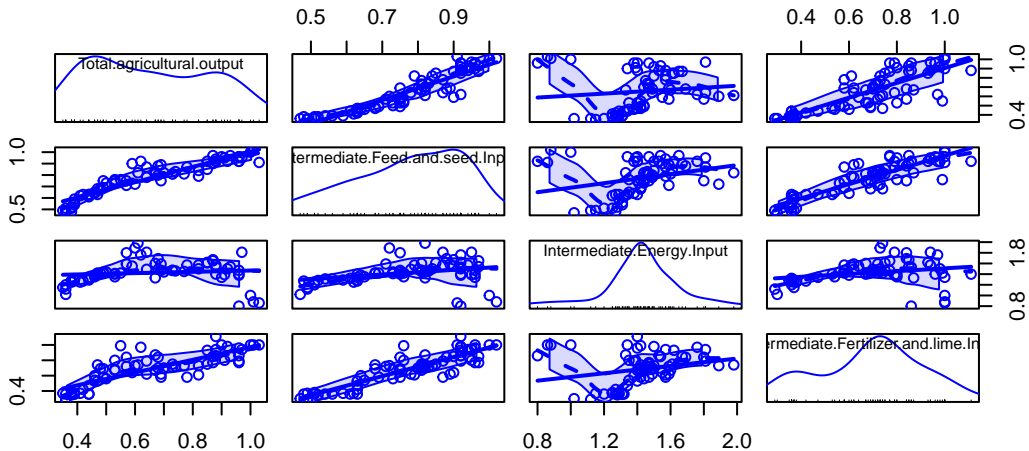 0.5 0.7 0.9
0.4 0.6 0.8 1.0
Total.agricultural.output
0.4 1.0
0.5 1.0
termediate.Feed.and.seed.Inp
Intermediate.Energy.Input
0.8 1.8
0.4
ermediate.Fertilizer.and.lime.In
0.4 0.6 0.8 1.0
0.8 1.2 1.6 2.0